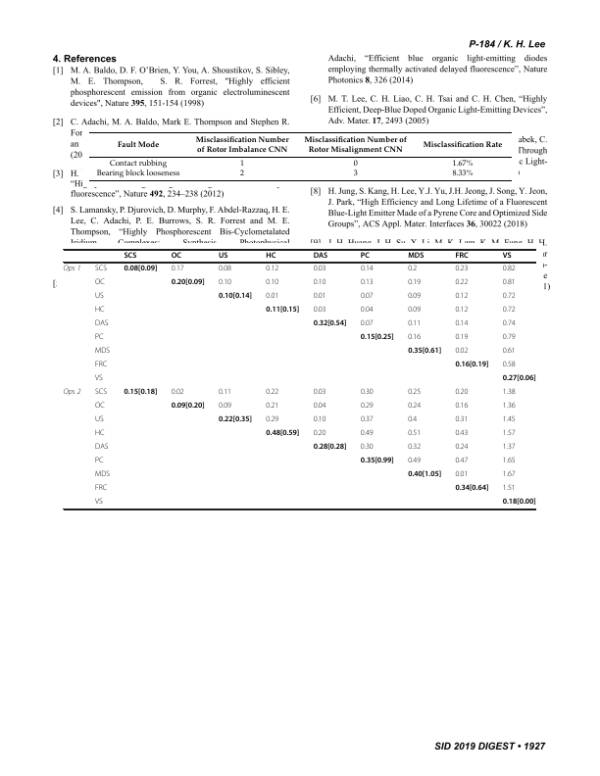 P-184 / K. H. Lee
4. References
[1] M. A. Baldo, D. F. O'Brien, Y. You, A. Shoustikov, S. Sibley,
M. E. Thompson, S. R. Forrest, "Highly efficient
phosphorescent emission from organic electroluminescent
devices", Nature 395, 151-154 (1998)
[2] C. Adachi, M. A. Baldo, Mark E. Thompson and Stephen R.
For
an
(20
[3] H.
fluorescence", Nature 492, 234–238 (2012)
[4] S. Lamansky, P. Djurovich, D. Murphy, F. Abdel-Razzaq, H. E.
Lee, C. Adachi, P. E. Burrows, S. R. Forrest and M. E.
Thompson, "Highly Phosphorescent Bis-Cyclometalated
Iridium Complexes: Synthesis, Photophysical
Adachi, "Efficient blue organic light-emitting diodes
employing thermally activated delayed fluorescence", Nature
Photonics 8, 326 (2014)
[6] M. T. Lee, C. H. Liao, C. H. Tsai and C. H. Chen, "Highly
Efficient, Deep-Blue Doped Organic Light-Emitting Devices",
Adv. Mater. 17, 2493 (2005)
abek, C.
Through
e Light-
[8] H. Jung, S. Kang, H. Lee, Y.J. Yu, J.H. Jeong, J. Song, Y. Jeon,
J. Park, "High Efficiency and Long Lifetime of a Fluorescent
Blue-Light Emitter Made of a Pyrene Core and Optimized Side
Groups", ACS Appl. Mater. Interfaces 36, 30022 (2018)
Fault Mode Misclassification Number of Rotor Imbalance CNN Misclassification Number of Rotor Misalignment CNN Misclassification Rate
Contact rubbing 1 0 1.67%
Bearing block looseness 2 3 8.33%
SCS OC US HC DAS PC MDS FRC VS
Ops 1 SCS 0.08[0.09] 0.17 0.08 0.12 0.03 0.14 0.2 0.23 0.82
OC 0.20[0.09] 0.10 0.10 0.10 0.13 0.19 0.22 0.81
US 0.10[0.14] 0.01 0.01 0.07 0.09 0.12 0.72
HC 0.11[0.15] 0.03 0.04 0.09 0.12 0.72
DAS 0.32[0.54] 0.07 0.11 0.14 0.74
PC 0.15[0.25] 0.16 0.19 0.79
MDS 0.35[0.61] 0.02 0.61
FRC 0.16[0.19] 0.58
VS 0.27[0.06]
Ops 2 SCS 0.15[0.18] 0.02 0.11 0.22 0.03 0.30 0.25 0.20 1.38
OC 0.09[0.20] 0.09 0.21 0.04 0.29 0.24 0.16 1.36
US 0.22[0.35] 0.29 0.10 0.37 0.4 0.31 1.45
HC 0.48[0.59] 0.20 0.49 0.51 0.43 1.57
DAS 0.28[0.28] 0.30 0.32 0.24 1.37
PC 0.35[0.99] 0.49 0.47 1.65
MDS 0.40[1.05] 0.01 1.67
FRC 0.34[0.64] 1.51
VS 0.18[0.00]
SID 2019 DIGEST • 1927